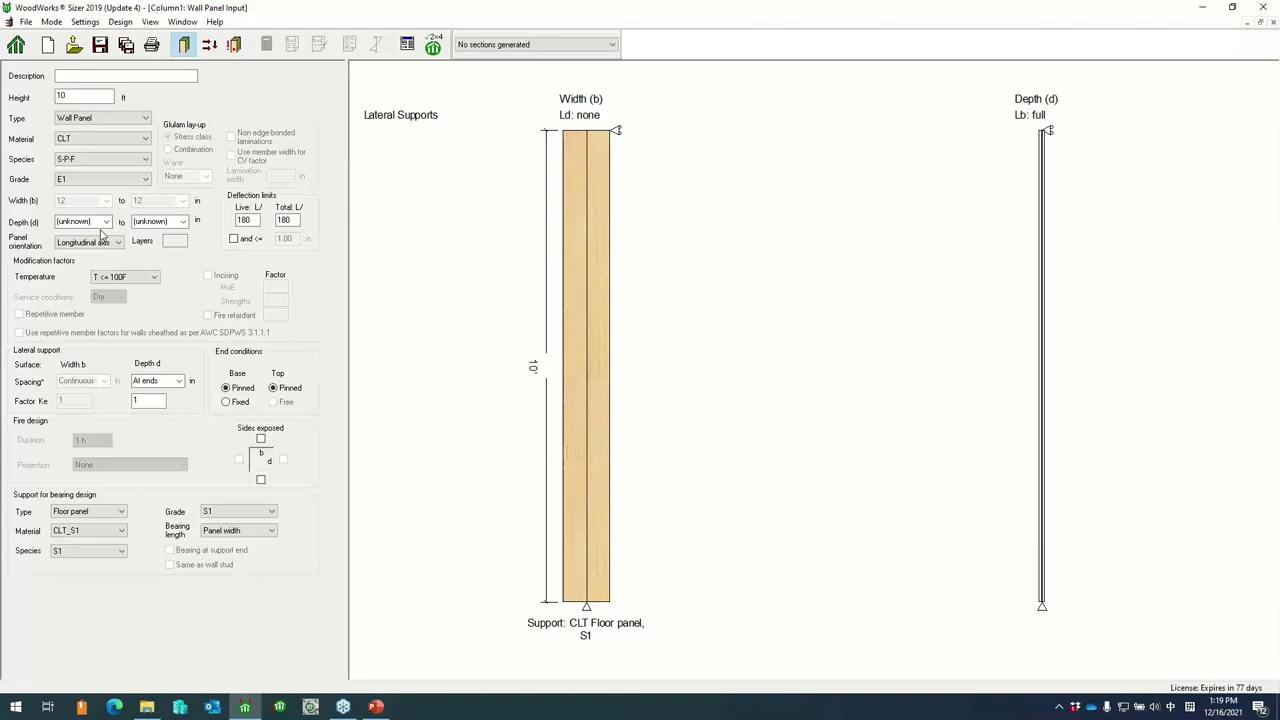 WoodWorks® Sizer 2019 (Update 4) - [Column1: Wall Panel Input]
File Mode Settings Design View Window Help
No sections generated
Description
Height 10 ft
Type Wall Panel
Material CLT
Species S-P-F
Grade E1
Width (b) 12 to 12 in
Depth (d) (unknown) to (unknown) in
Panel orientation Longitudinal axis Layers
Glulam lay-up
Stress class
Combination
Wane
None
Non edge-bonded laminations
Use member width for CV factor
Lamination width in
Deflection limits
Live: L/ Total: L/
180 180
and <= 1.00 in
Modification factors
Temperature T <= 100F
Service conditions Dry
Repetitive member
Incising Factor
MoE
Strengths
Fire retardant
Use repetitive member factors for walls sheathed as per AWC SDPWS 3.1.1.1
Lateral support
Surface: Width b Depth d
Spacing* Continuous in At ends in
Factor Ke 1 1
End conditions
Base Top
Pinned Pinned
Fixed Free
Fire design
Duration 1 h
Protection None
Sides exposed
b
d
Support for bearing design
Type Floor panel Grade S1
Material CLT_S1 Bearing length Panel width
Species S1
Bearing at support end
Same as wall stud
Lateral Supports
Width (b)
Ld: none
Depth (d)
Lb: full
10'
Support: CLT Floor panel,
S1
License: Expires in 77 days
1:19 PM
12/16/2021